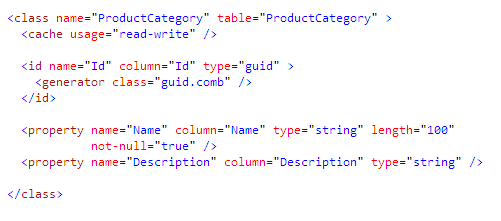 <class name="ProductCategory" table="ProductCategory" >
<cache usage="read-write" />
<id name="Id" column="Id" type="guid" >
<generator class="guid.comb" />
</id>
<property name="Name" column="Name" type="string" length="100"
not-null="true" />
<property name="Description" column="Description" type="string" />
</class>